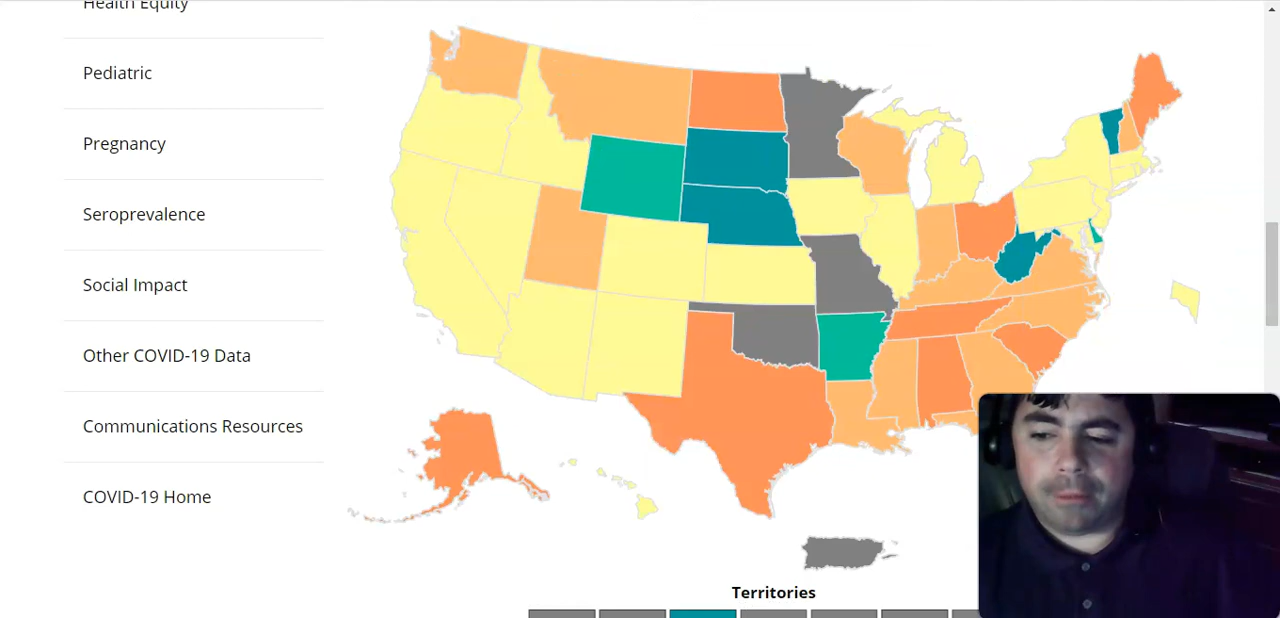 Health Equity
Pediatric
Pregnancy
Seroprevalence
Social Impact
Other COVID-19 Data
Communications Resources
COVID-19 Home
Territories